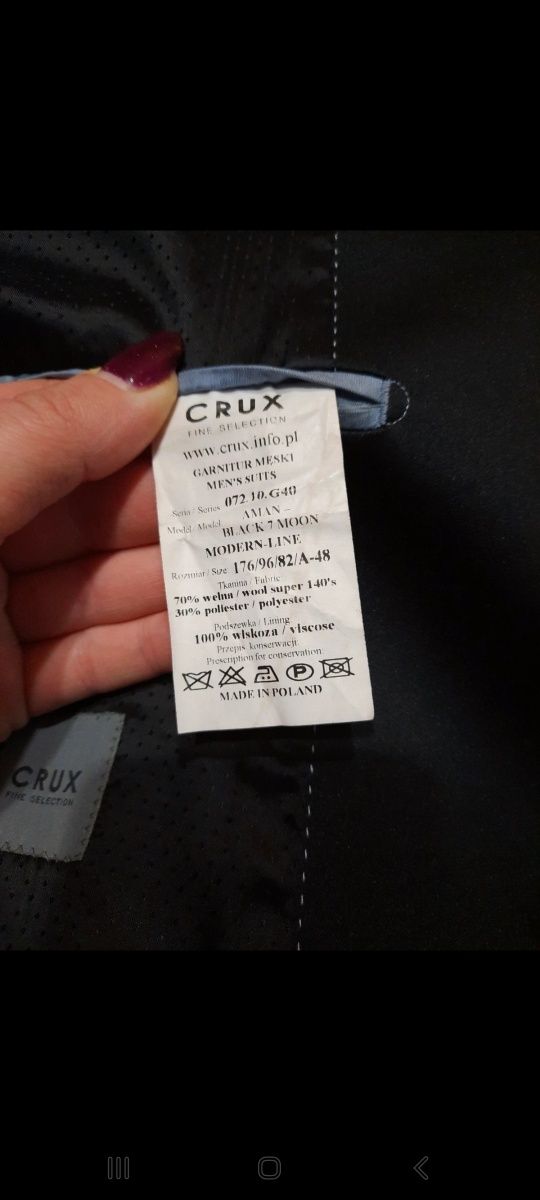 CRUX
FINE SELECTION
www.crux.info.pl
GARNITUR MĘSKI
MEN'S SUITS
Seria / Series 072.10.G40
Model / Model AMAN –
BLACK 7 MOON
MODERN-LINE
Rozmiar / Size 176/96/82/A-48
Tkanina / Fabric
70% wełna / wool super 140's
30% poliester / polyester
Podszewka / Lining
100% wiskoza / viscose
Przepis konserwacji:
Prescription for conservation:
P
MADE IN POLAND
CRUX
FINE SELECTION